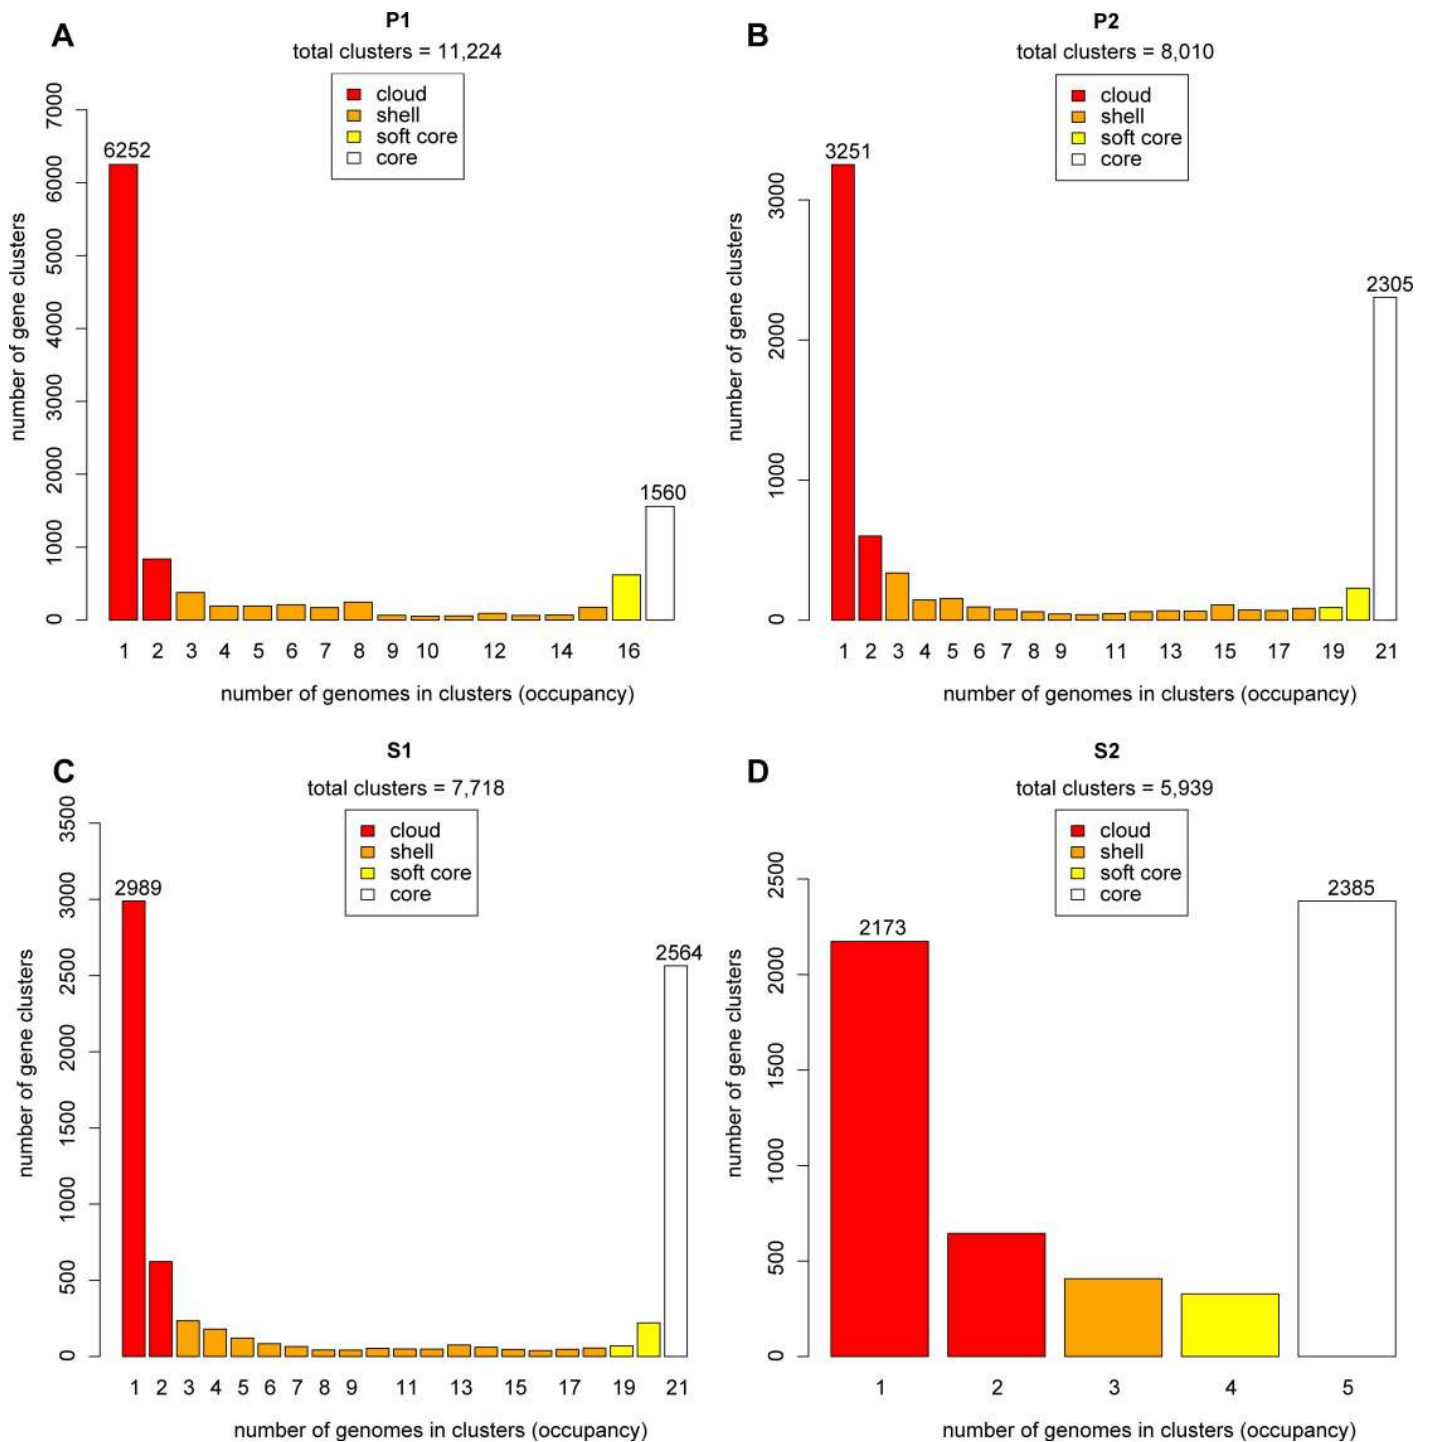 A
P1
total clusters = 11,224
cloud
shell
soft core
core
number of gene clusters
0
1000
2000
3000
4000
5000
6000
7000
6252
1560
1 2 3 4 5 6 7 8 9 10 12 14 16
number of genomes in clusters (occupancy)
B
P2
total clusters = 8,010
cloud
shell
soft core
core
number of gene clusters
0
1000
2000
3000
3251
2305
1 2 3 4 5 6 7 8 9 11 13 15 17 19 21
number of genomes in clusters (occupancy)
C
S1
total clusters = 7,718
cloud
shell
soft core
core
number of gene clusters
0
500
1000
1500
2000
2500
3000
3500
2989
2564
1 2 3 4 5 6 7 8 9 11 13 15 17 19 21
number of genomes in clusters (occupancy)
D
S2
total clusters = 5,939
cloud
shell
soft core
core
number of gene clusters
0
500
1000
1500
2000
2500
2173
2385
1 2 3 4 5
number of genomes in clusters (occupancy)